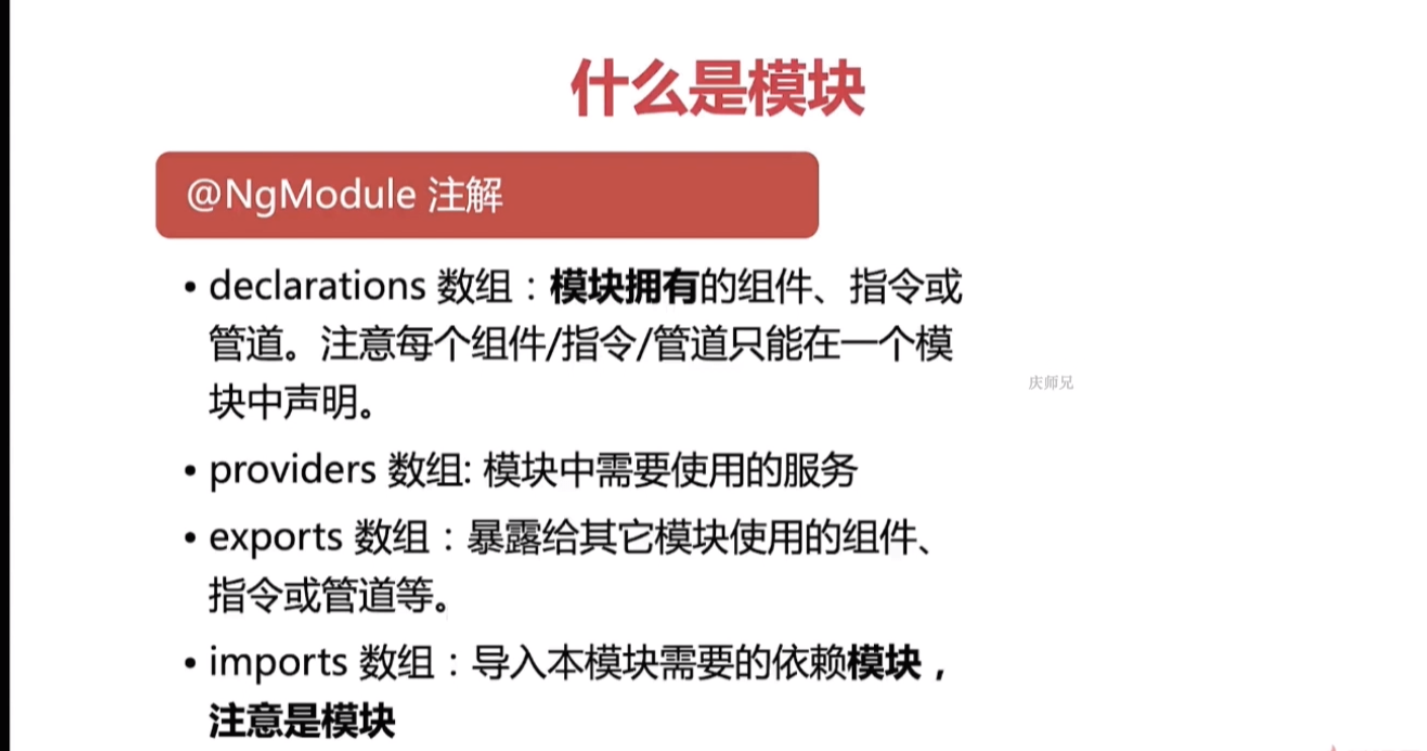 什么是模块
@NgModule 注解
• declarations 数组：模块拥有的组件、指令或
管道。注意每个组件/指令/管道只能在一个模
块中声明。
庆师兄
• providers 数组: 模块中需要使用的服务
• exports 数组：暴露给其它模块使用的组件、
指令或管道等。
• imports 数组：导入本模块需要的依赖模块，
注意是模块